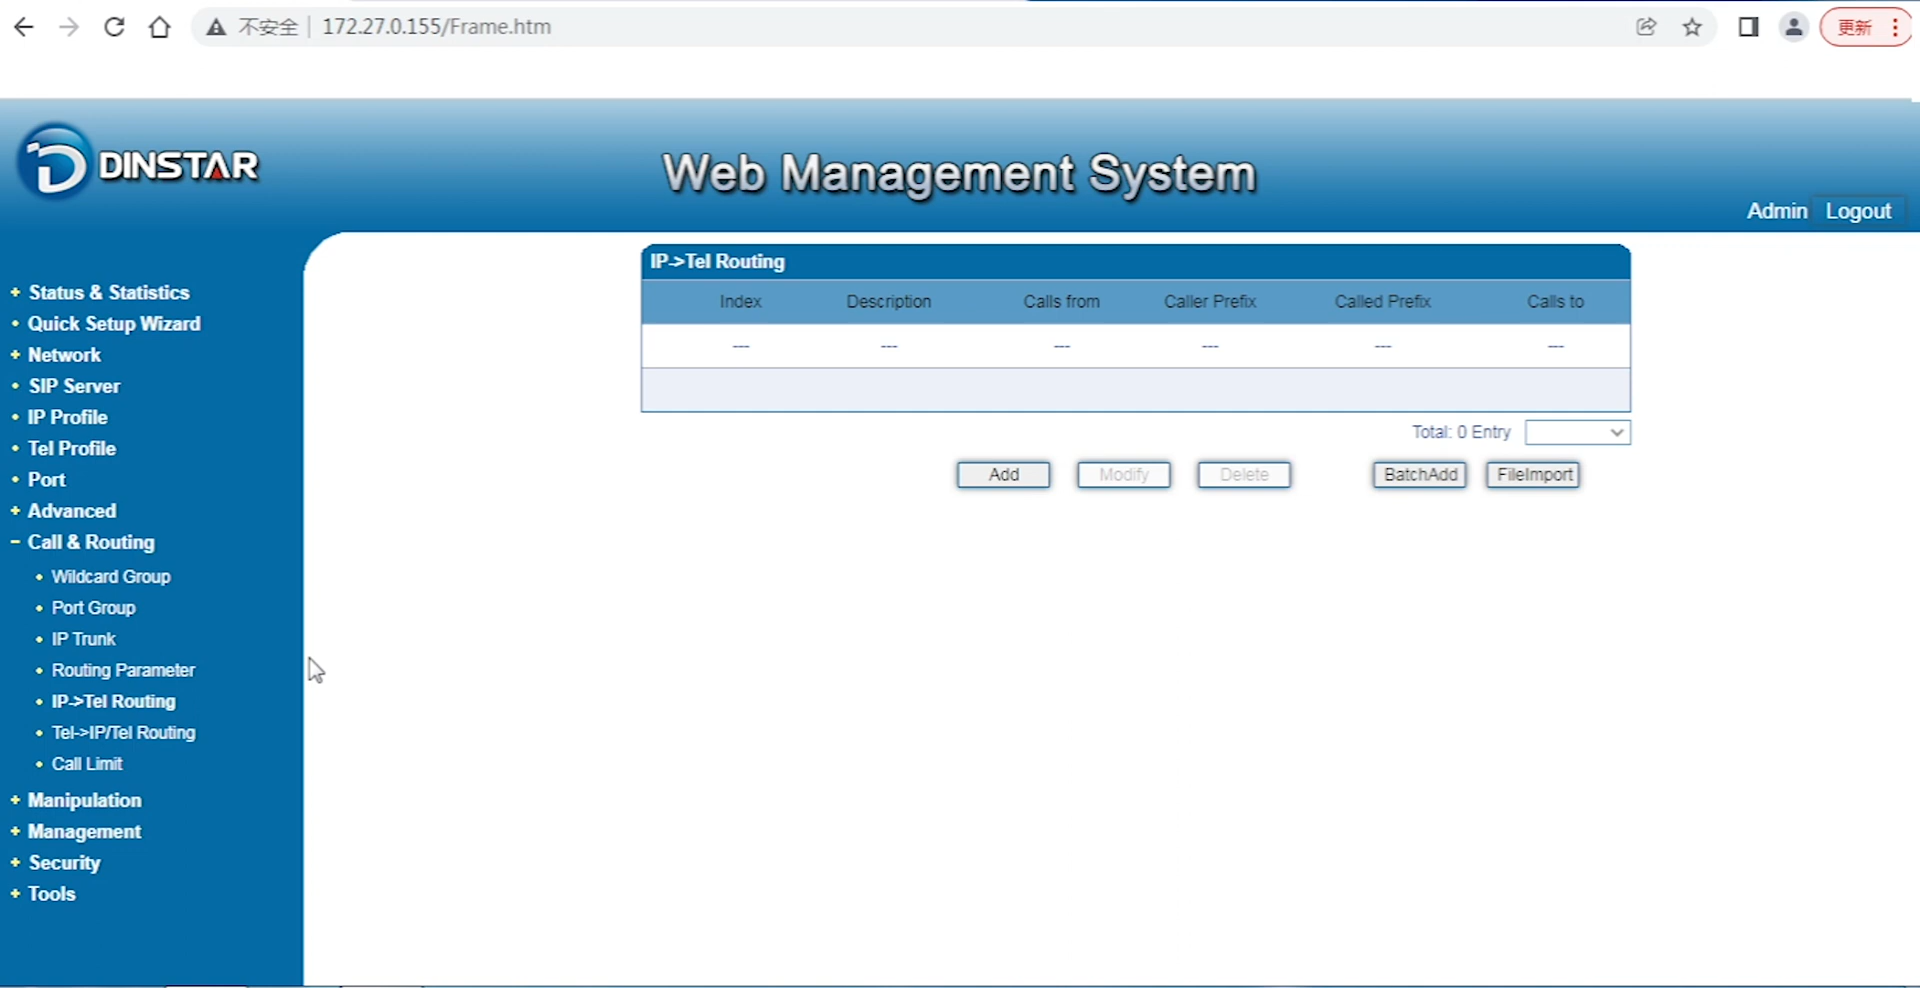 不安全 172.27.0.155/Frame.htm 更新
DINSTAR
Web Management System
Admin Logout
Status & Statistics
Quick Setup Wizard
Network
SIP Server
IP Profile
Tel Profile
Port
Advanced
Call & Routing
Wildcard Group
Port Group
IP Trunk
Routing Parameter
IP->Tel Routing
Tel->IP/Tel Routing
Call Limit
Manipulation
Management
Security
Tools
IP->Tel Routing
Index Description Calls from Caller Prefix Called Prefix Calls to
--- --- --- --- --- ---
Total: 0 Entry
Add Modify Delete BatchAdd FileImport